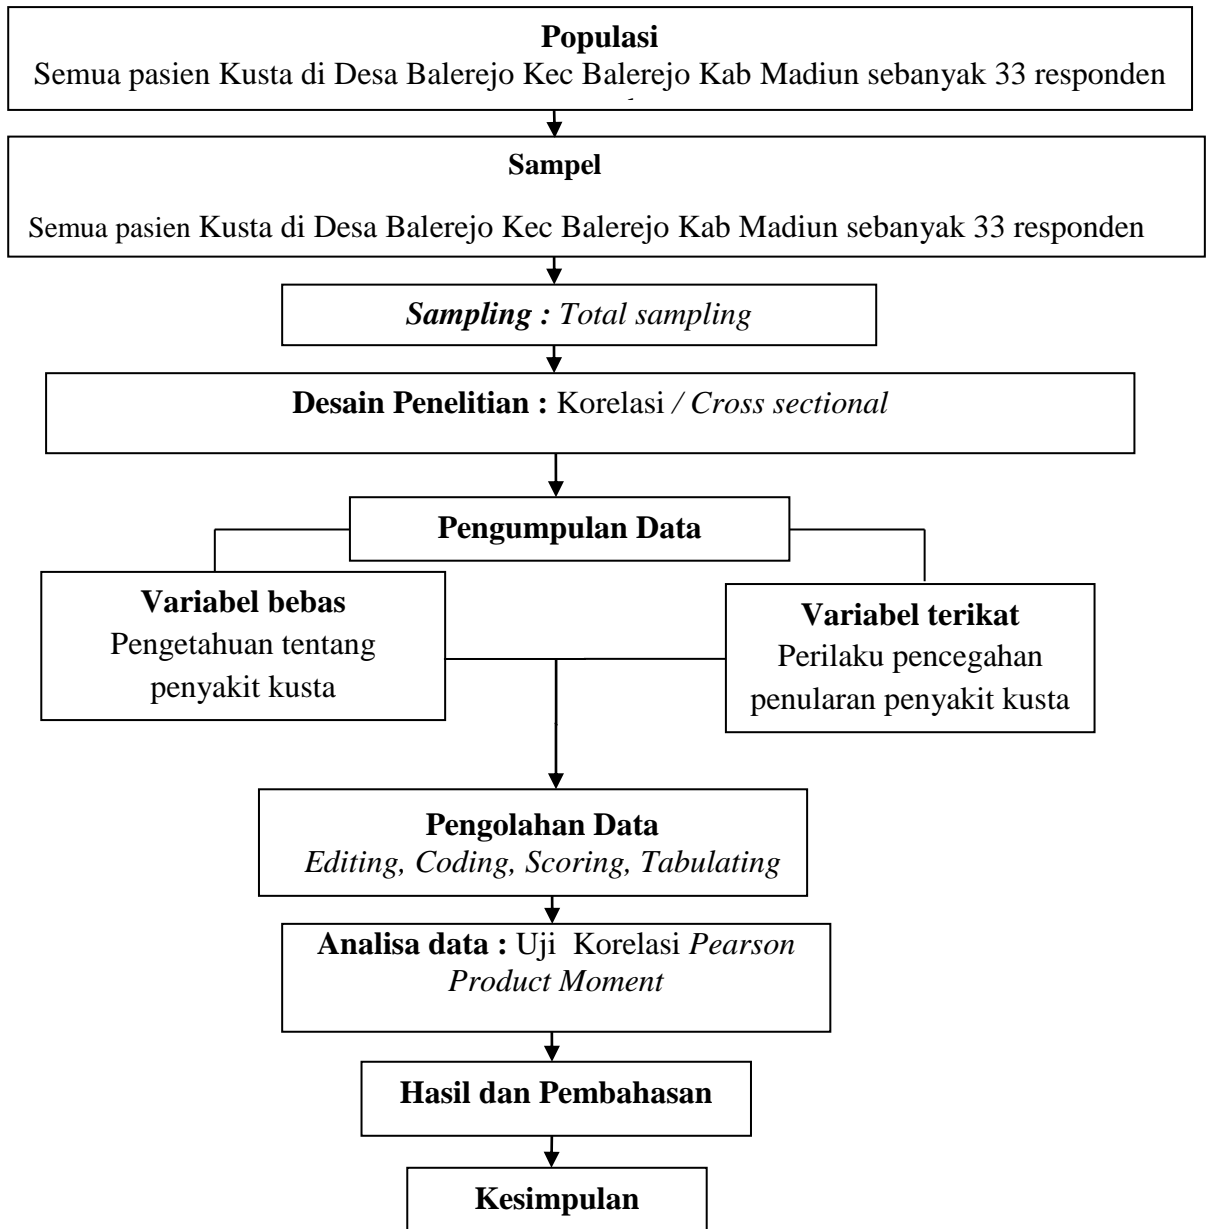 Populasi
Semua pasien Kusta di Desa Balerejo Kec Balerejo Kab Madiun sebanyak 33 responden
Sampel
Semua pasien Kusta di Desa Balerejo Kec Balerejo Kab Madiun sebanyak 33 responden
Sampling : Total sampling
Desain Penelitian : Korelasi / Cross sectional
Pengumpulan Data
Variabel bebas
Pengetahuan tentang
penyakit kusta
Variabel terikat
Perilaku pencegahan
penularan penyakit kusta
Pengolahan Data
Editing, Coding, Scoring, Tabulating
Analisa data : Uji Korelasi Pearson
Product Moment
Hasil dan Pembahasan
Kesimpulan